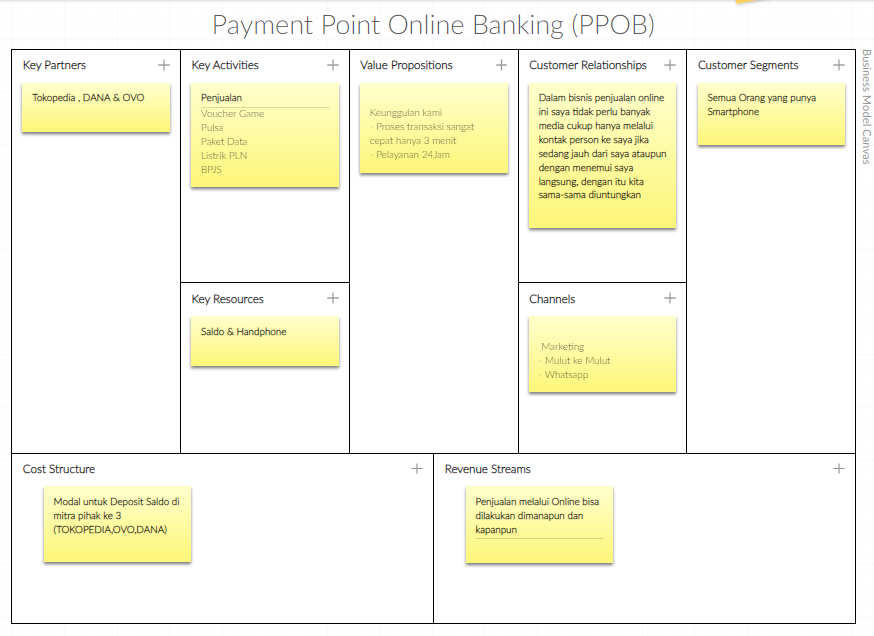 Payment Point Online Banking (PPOB)
Key Partners
Tokopedia , DANA & OVO
Key Activities
Penjualan
Voucher Game
Pulsa
Paket Data
Listrik PLN
BPJS
Key Resources
Saldo & Handphone
Value Propositions
Keunggulan kami
- Proses transaksi sangat
cepat hanya 3 menit
- Pelayanan 24Jam
Customer Relationships
Dalam bisnis penjualan online
ini saya tidak perlu banyak
media cukup hanya melalui
kontak person ke saya jika
sedang jauh dari saya ataupun
dengan menemui saya
langsung, dengan itu kita
sama-sama diuntungkan
Channels
Marketing
- Mulut ke Mulut
- Whatsapp
Customer Segments
Semua Orang yang punya
Smartphone
Cost Structure
Modal untuk Deposit Saldo di
mitra pihak ke 3
(TOKOPEDIA,OVO,DANA)
Revenue Streams
Penjualan melalui Online bisa
dilakukan dimanapun dan
kapanpun
Business Model Canvas